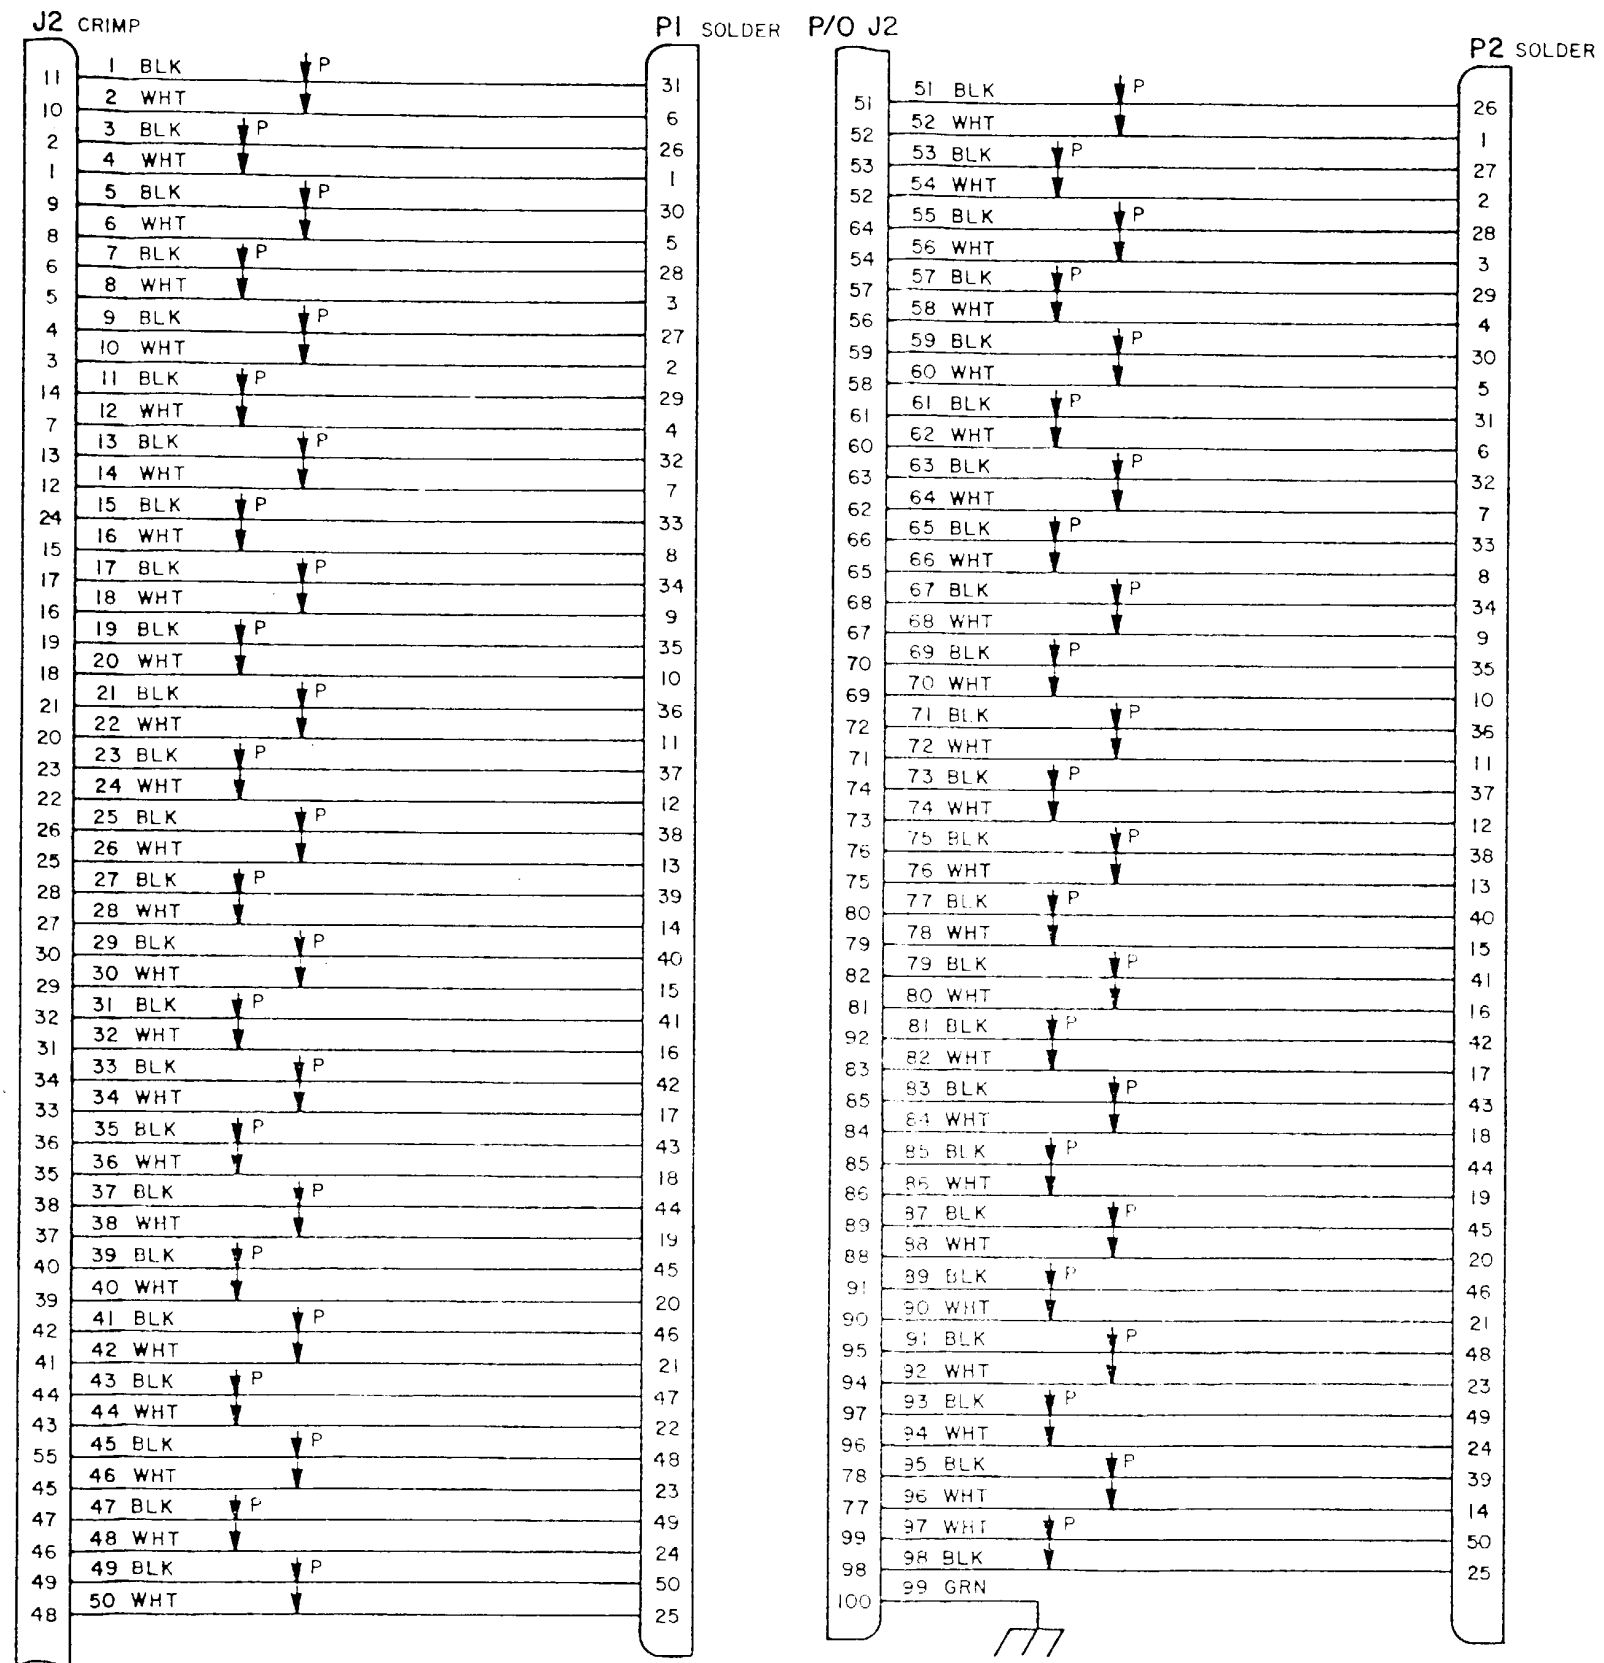 J2 CRIMP P1 SOLDER
11 1 BLK P 31
10 2 WHT 6
2 3 BLK P 26
1 4 WHT 1
9 5 BLK P 30
8 6 WHT 5
6 7 BLK P 28
5 8 WHT 3
4 9 BLK P 27
3 10 WHT 2
14 11 BLK P 29
7 12 WHT 4
13 13 BLK P 32
12 14 WHT 7
24 15 BLK P 33
15 16 WHT 8
17 17 BLK P 34
16 18 WHT 9
19 19 BLK P 35
18 20 WHT 10
21 21 BLK P 36
20 22 WHT 11
23 23 BLK P 37
22 24 WHT 12
26 25 BLK P 38
25 26 WHT 13
28 27 BLK P 39
27 28 WHT 14
30 29 BLK P 40
29 30 WHT 15
32 31 BLK P 41
31 32 WHT 16
34 33 BLK P 42
33 34 WHT 17
36 35 BLK P 43
35 36 WHT 18
38 37 BLK P 44
37 38 WHT 19
40 39 BLK P 45
39 40 WHT 20
42 41 BLK P 46
41 42 WHT 21
44 43 BLK P 47
43 44 WHT 22
55 45 BLK P 48
45 46 WHT 23
47 47 BLK P 49
46 48 WHT 24
49 49 BLK P 50
48 50 WHT 25
P/O J2 P2 SOLDER
51 51 BLK P 26
52 52 WHT 1
53 53 BLK P 27
52 54 WHT 2
64 55 BLK P 28
54 56 WHT 3
57 57 BLK P 29
56 58 WHT 4
59 59 BLK P 30
58 60 WHT 5
61 61 BLK P 31
60 62 WHT 6
63 63 BLK P 32
62 64 WHT 7
66 65 BLK P 33
65 66 WHT 8
68 67 BLK P 34
67 68 WHT 9
70 69 BLK P 35
69 70 WHT 10
72 71 BLK P 36
71 72 WHT 11
74 73 BLK P 37
73 74 WHT 12
76 75 BLK P 38
75 76 WHT 13
80 77 BLK P 40
79 78 WHT 15
82 79 BLK P 41
81 80 WHT 16
92 81 BLK P 42
83 82 WHT 17
85 83 BLK P 43
84 84 WHT 18
85 85 BLK P 44
86 86 WHT 19
89 87 BLK P 45
88 88 WHT 20
91 89 BLK P 46
90 90 WHT 21
95 91 BLK P 48
94 92 WHT 23
97 93 BLK P 49
96 94 WHT 24
78 95 BLK P 39
77 96 WHT 14
99 97 WHT P 50
98 98 BLK 25
100 99 GRN